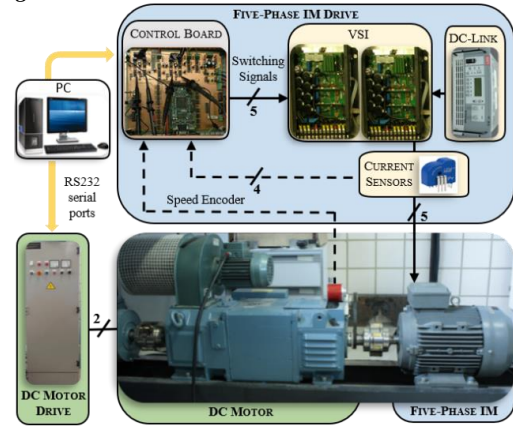 FIVE-PHASE IM DRIVE
CONTROL BOARD
VSI
DC-LINK
Switching
Signals
5
PC
CURRENT
SENSORS
4
RS232
serial
ports
Speed Encoder
5
2
DC MOTOR
DRIVE
DC MOTOR
FIVE-PHASE IM